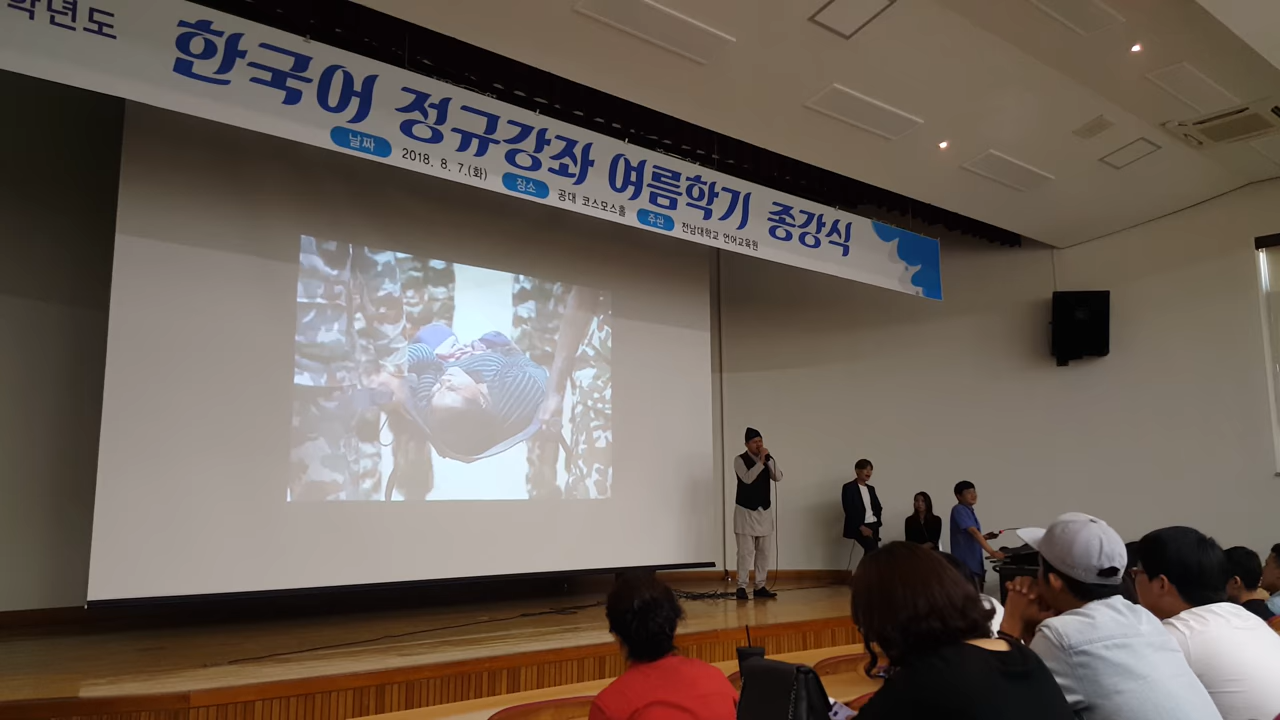 학년도 한국어 정규강좌 여름학기 종강식
날짜 2018. 8. 7.(화) 장소 공대 코스모스홀 주관 전남대학교 언어교육원